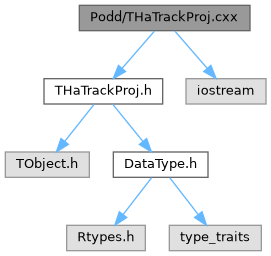 Podd/THaTrackProj.cxx
THaTrackProj.h
iostream
TObject.h
DataType.h
Rtypes.h
type_traits